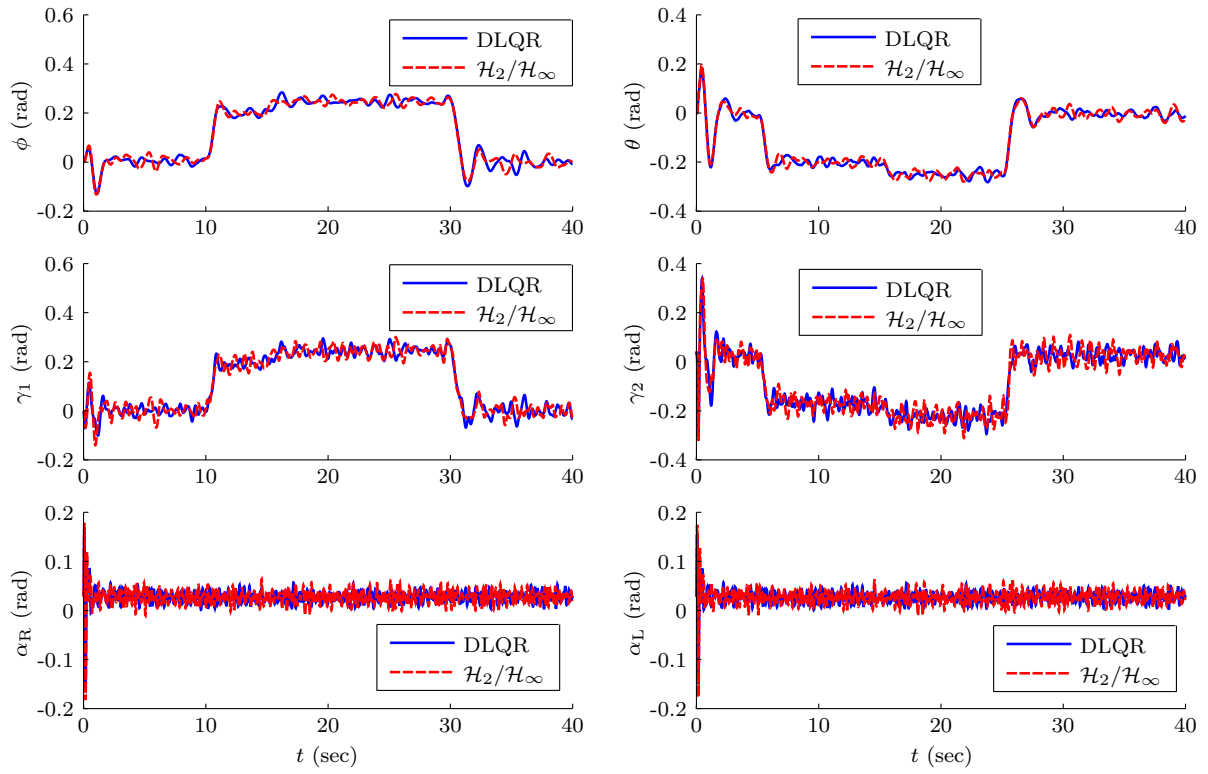 0.6
0.4
0.2
0
-0.2
ϕ (rad)
DLQR
H₂/H∞
0 10 20 30 40
0.4
0.2
0
-0.2
-0.4
θ (rad)
DLQR
H₂/H∞
0 10 20 30 40
0.6
0.4
0.2
0
-0.2
γ₁ (rad)
DLQR
H₂/H∞
0 10 20 30 40
0.4
0.2
0
-0.2
-0.4
γ₂ (rad)
DLQR
H₂/H∞
0 10 20 30 40
0.2
0.1
0
-0.1
-0.2
α_R (rad)
DLQR
H₂/H∞
0 10 20 30 40
t (sec)
0.2
0.1
0
-0.1
-0.2
α_L (rad)
DLQR
H₂/H∞
0 10 20 30 40
t (sec)